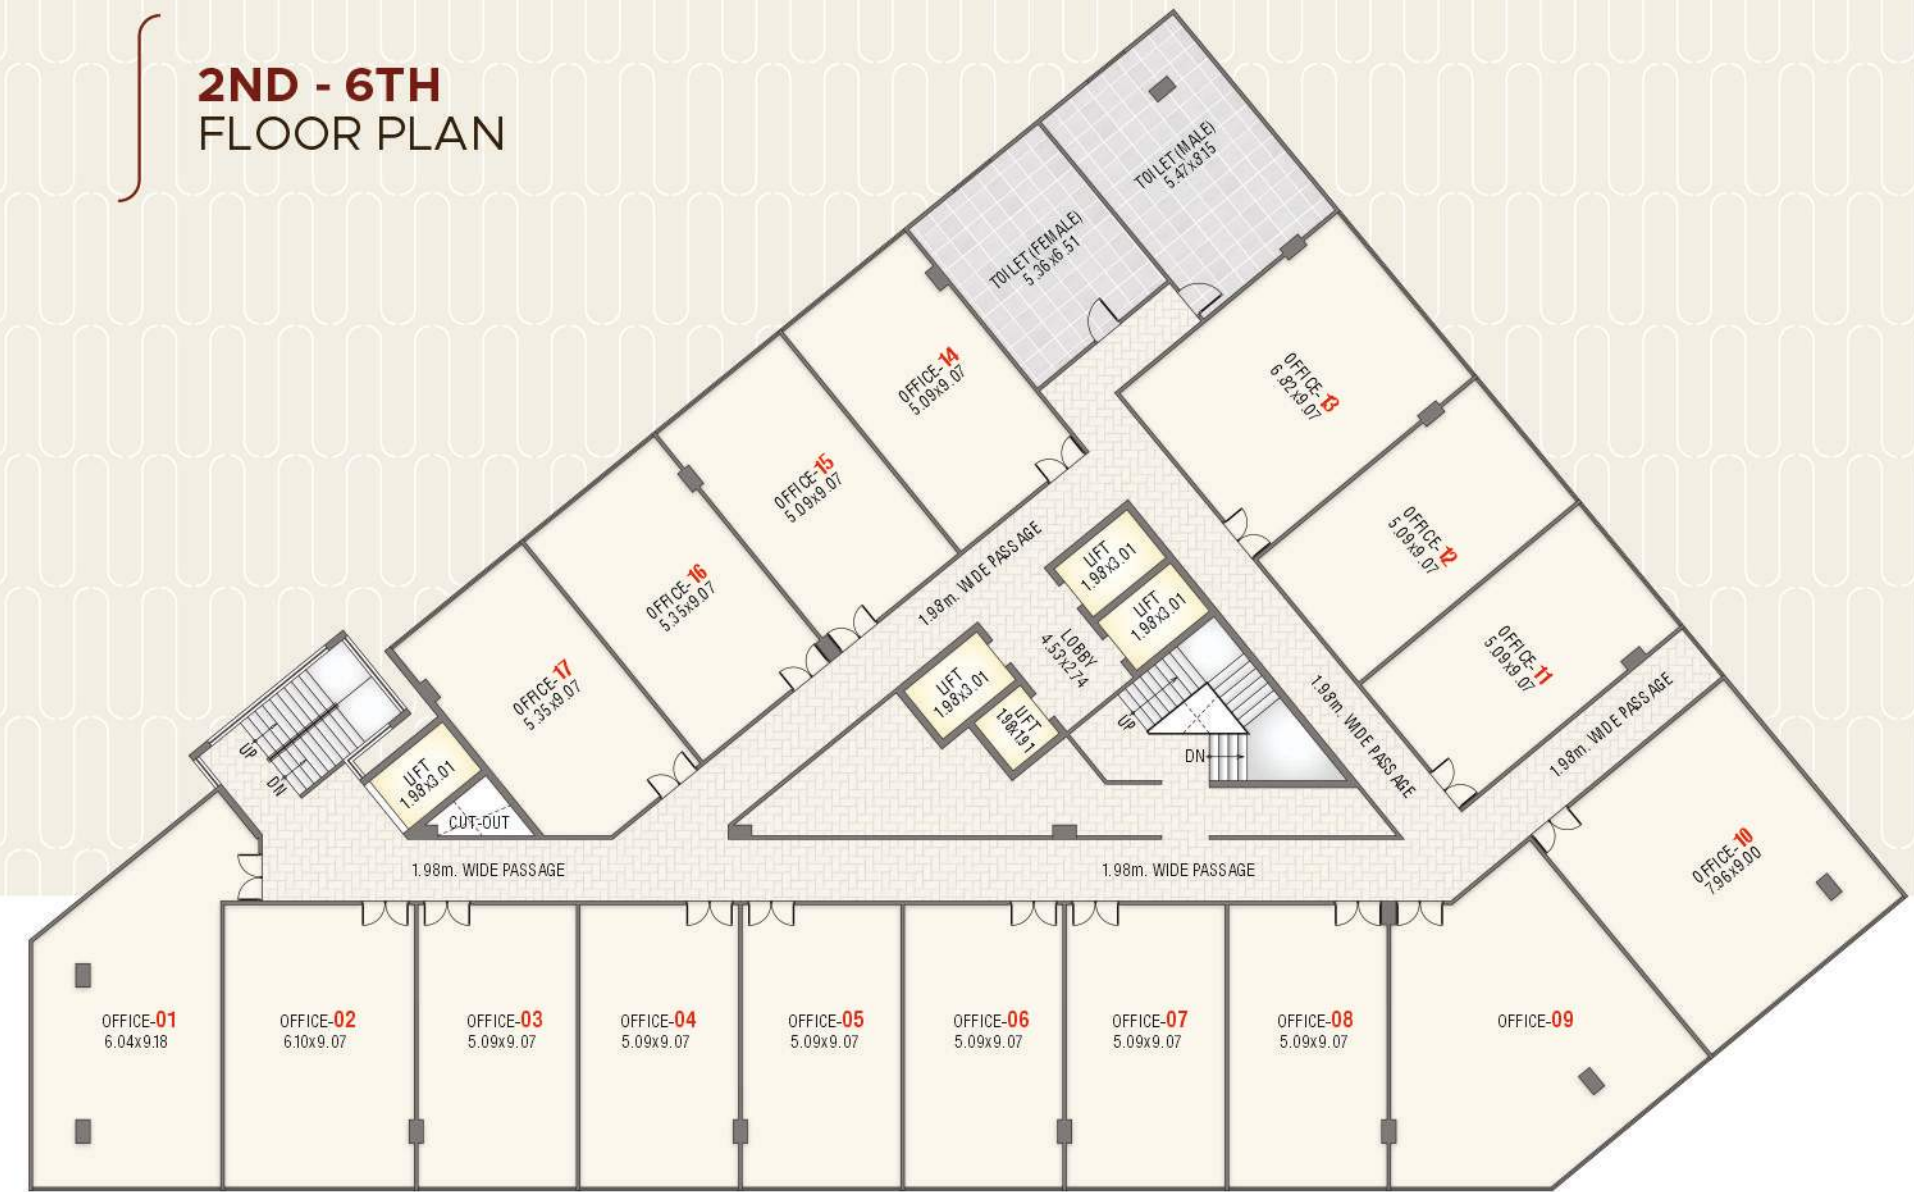 2ND - 6TH
FLOOR PLAN
TOILET(MALE)
5.47x8.15
TOILET(FEMALE)
5.36x6.51
OFFICE-14
5.09x9.07
OFFICE-13
6.82x9.07
OFFICE-15
5.09x9.07
OFFICE-12
5.09x9.07
OFFICE-16
5.35x9.07
1.98m. WIDE PASSAGE
LIFT
1.98x3.01
LIFT
1.98x3.01
LOBBY
4.53x2.74
OFFICE-11
5.09x9.07
OFFICE-17
5.35x9.07
LIFT
1.98x3.01
LIFT
1.98x1.91
UP
DN
1.98m. WIDE PASSAGE
1.98m. WIDE PASSAGE
UP
DN
LIFT
1.98x3.01
CUT-OUT
1.98m. WIDE PASSAGE
1.98m. WIDE PASSAGE
OFFICE-10
7.96x9.00
OFFICE-01
6.04x9.18
OFFICE-02
6.10x9.07
OFFICE-03
5.09x9.07
OFFICE-04
5.09x9.07
OFFICE-05
5.09x9.07
OFFICE-06
5.09x9.07
OFFICE-07
5.09x9.07
OFFICE-08
5.09x9.07
OFFICE-09